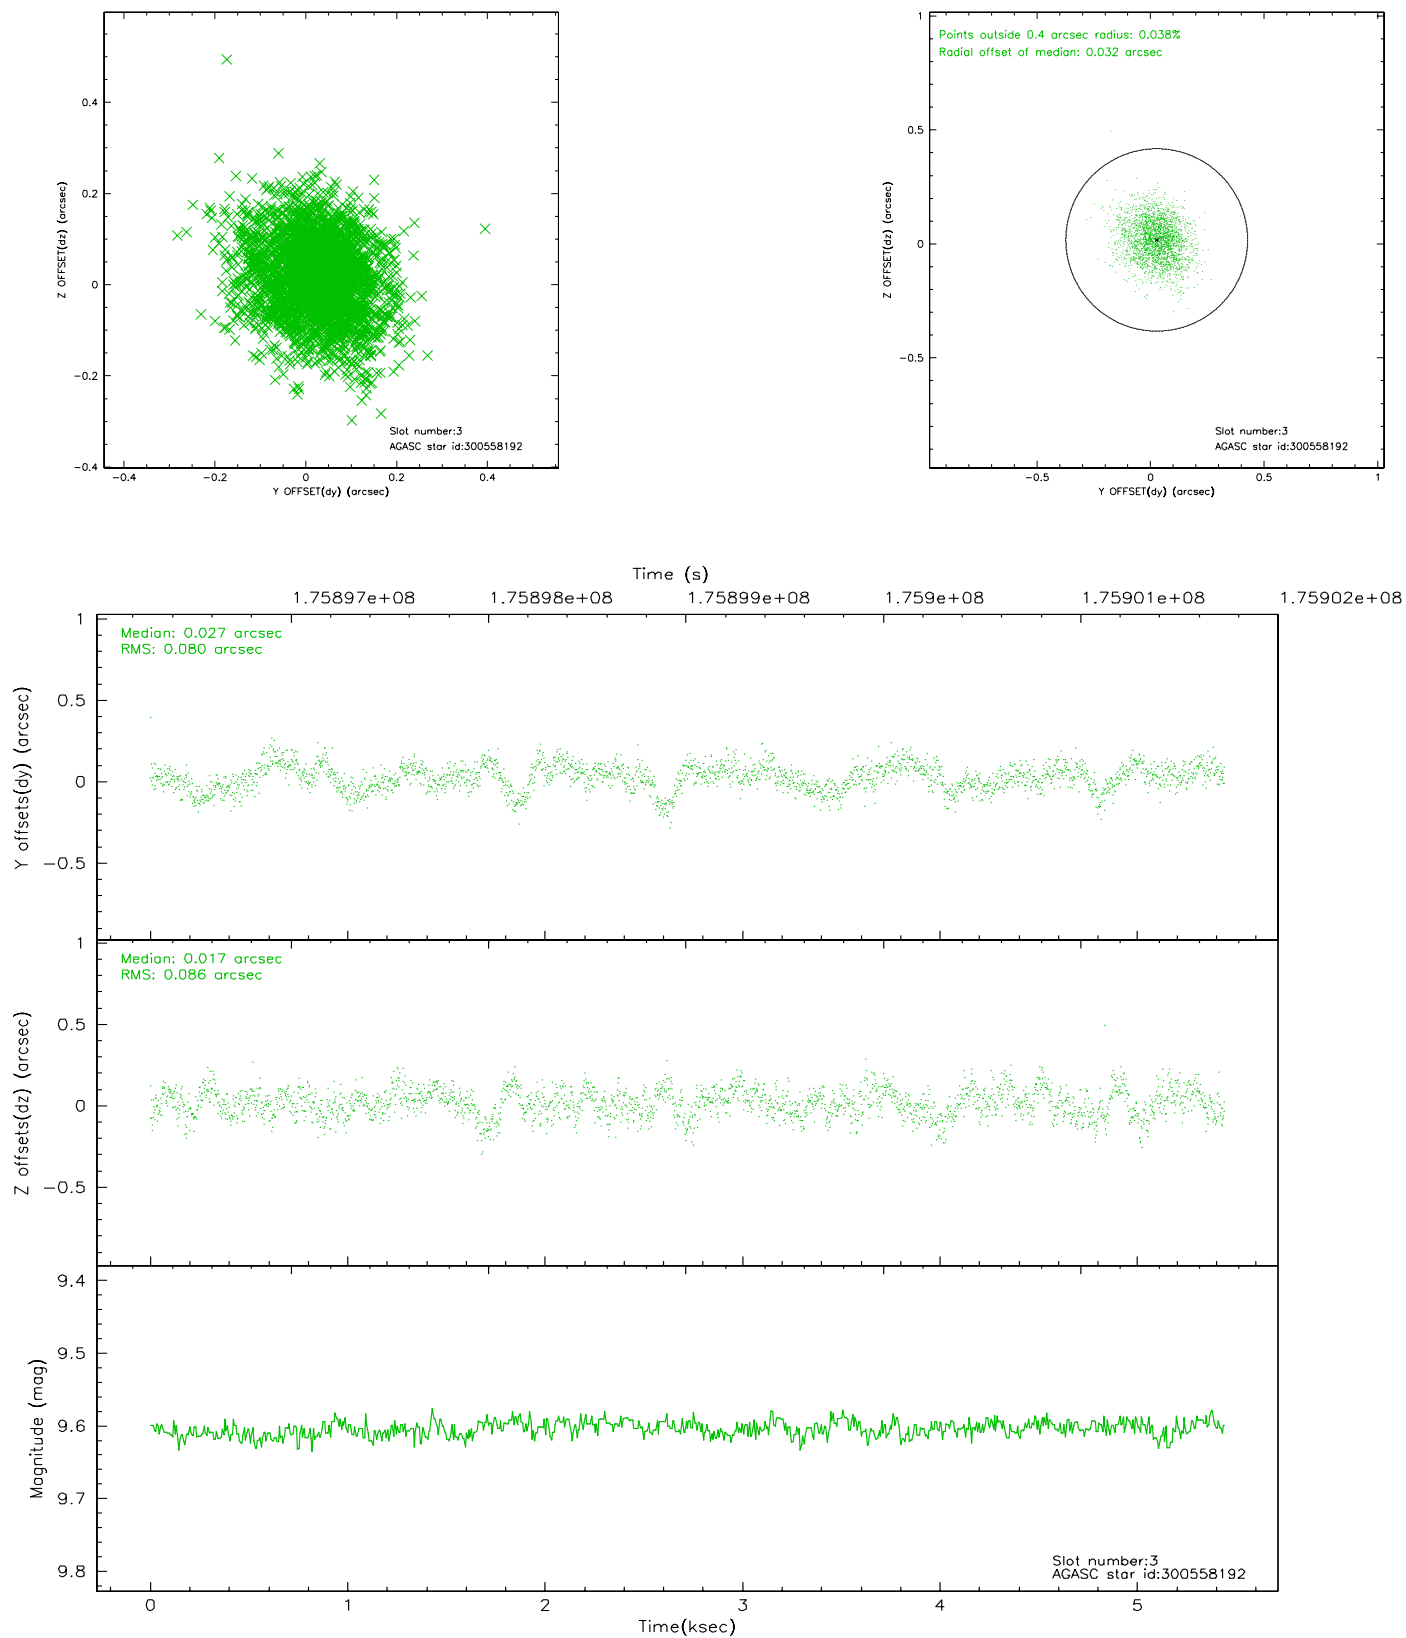 0.4
0.2
0
−0.2
−0.4
Z OFFSET(dz) (arcsec)
−0.4
−0.2
0
0.2
0.4
Y OFFSET(dy) (arcsec)
Slot number:3
AGASC star id:300558192
Points outside 0.4 arcsec radius: 0.038%
Radial offset of median: 0.032 arcsec
1
0.5
0
−0.5
Z OFFSET(dz) (arcsec)
−0.5
0
0.5
1
Y OFFSET(dy) (arcsec)
Slot number:3
AGASC star id:300558192
Time (s)
1.75897e+08
1.75898e+08
1.75899e+08
1.759e+08
1.75901e+08
1.75902e+08
Median: 0.027 arcsec
RMS: 0.080 arcsec
1
0.5
0
−0.5
Y offsets(dy) (arcsec)
Median: 0.017 arcsec
RMS: 0.086 arcsec
1
0.5
0
−0.5
Z offsets(dz) (arcsec)
9.4
9.5
9.6
9.7
9.8
Magnitude (mag)
Slot number:3
AGASC star id:300558192
0
1
2
3
4
5
Time(ksec)